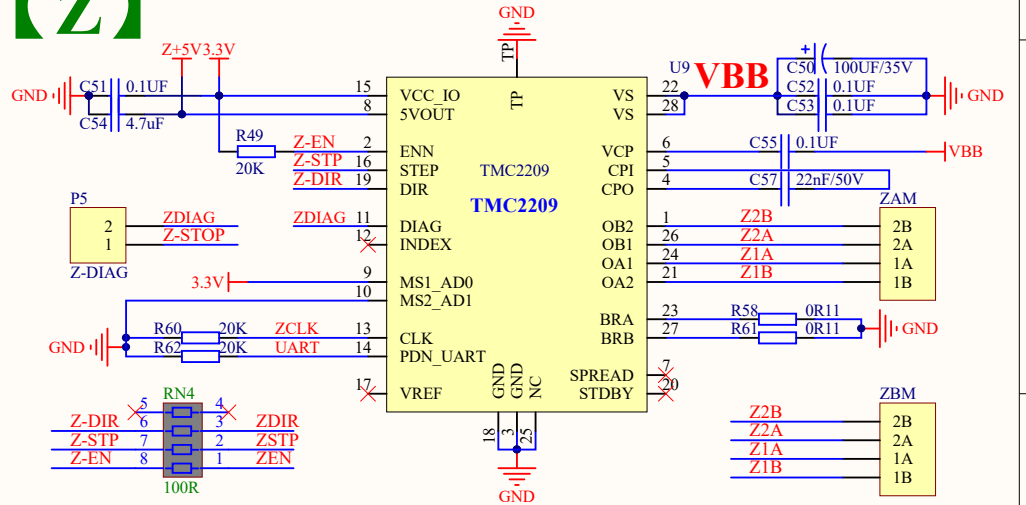 【Z】
GND
TP
TP
Z+5V 3.3V
GND
C51 0.1UF
C54 4.7uF
15 VCC_IO
8 5VOUT
R49
20K
Z-EN 2 ENN
Z-STP 16 STEP
Z-DIR 19 DIR
P5
2 ZDIAG
1 Z-STOP
Z-DIAG
ZDIAG 11 DIAG
12 INDEX
3.3V 9 MS1_AD0
10 MS2_AD1
GND
R60 20K ZCLK 13 CLK
R62 20K UART 14 PDN_UART
17 VREF
TMC2209
TMC2209
U9 VBB
VS 22
VS 28
C50 100UF/35V
C52 0.1UF
C53 0.1UF
GND
VCP 6 C55 0.1UF VBB
CPI 5
CPO 4 C57 22nF/50V
ZAM
OB2 1 Z2B 2B
OB1 26 Z2A 2A
OA1 24 Z1A 1A
OA2 21 Z1B 1B
BRA 23 R58 0R11
BRB 27 R61 0R11
GND
SPREAD 7
STDBY 20
GND GND NC
18 3 25
GND
RN4
5 4
Z-DIR 6 3 ZDIR
Z-STP 7 2 ZSTP
Z-EN 8 1 ZEN
100R
ZBM
Z2B 2B
Z2A 2A
Z1A 1A
Z1B 1B